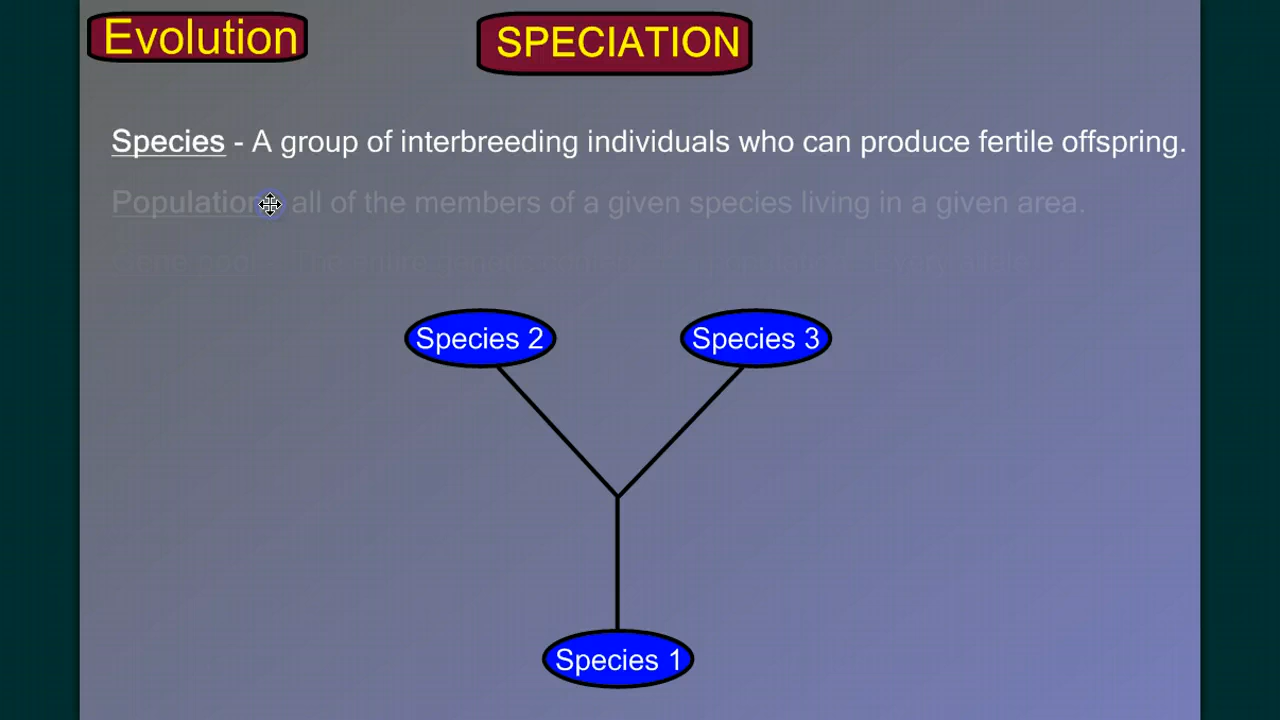 Evolution
SPECIATION
Species - A group of interbreeding individuals who can produce fertile offspring.
Population all of the members of a given species living in a given area.
Species 2
Species 3
Species 1